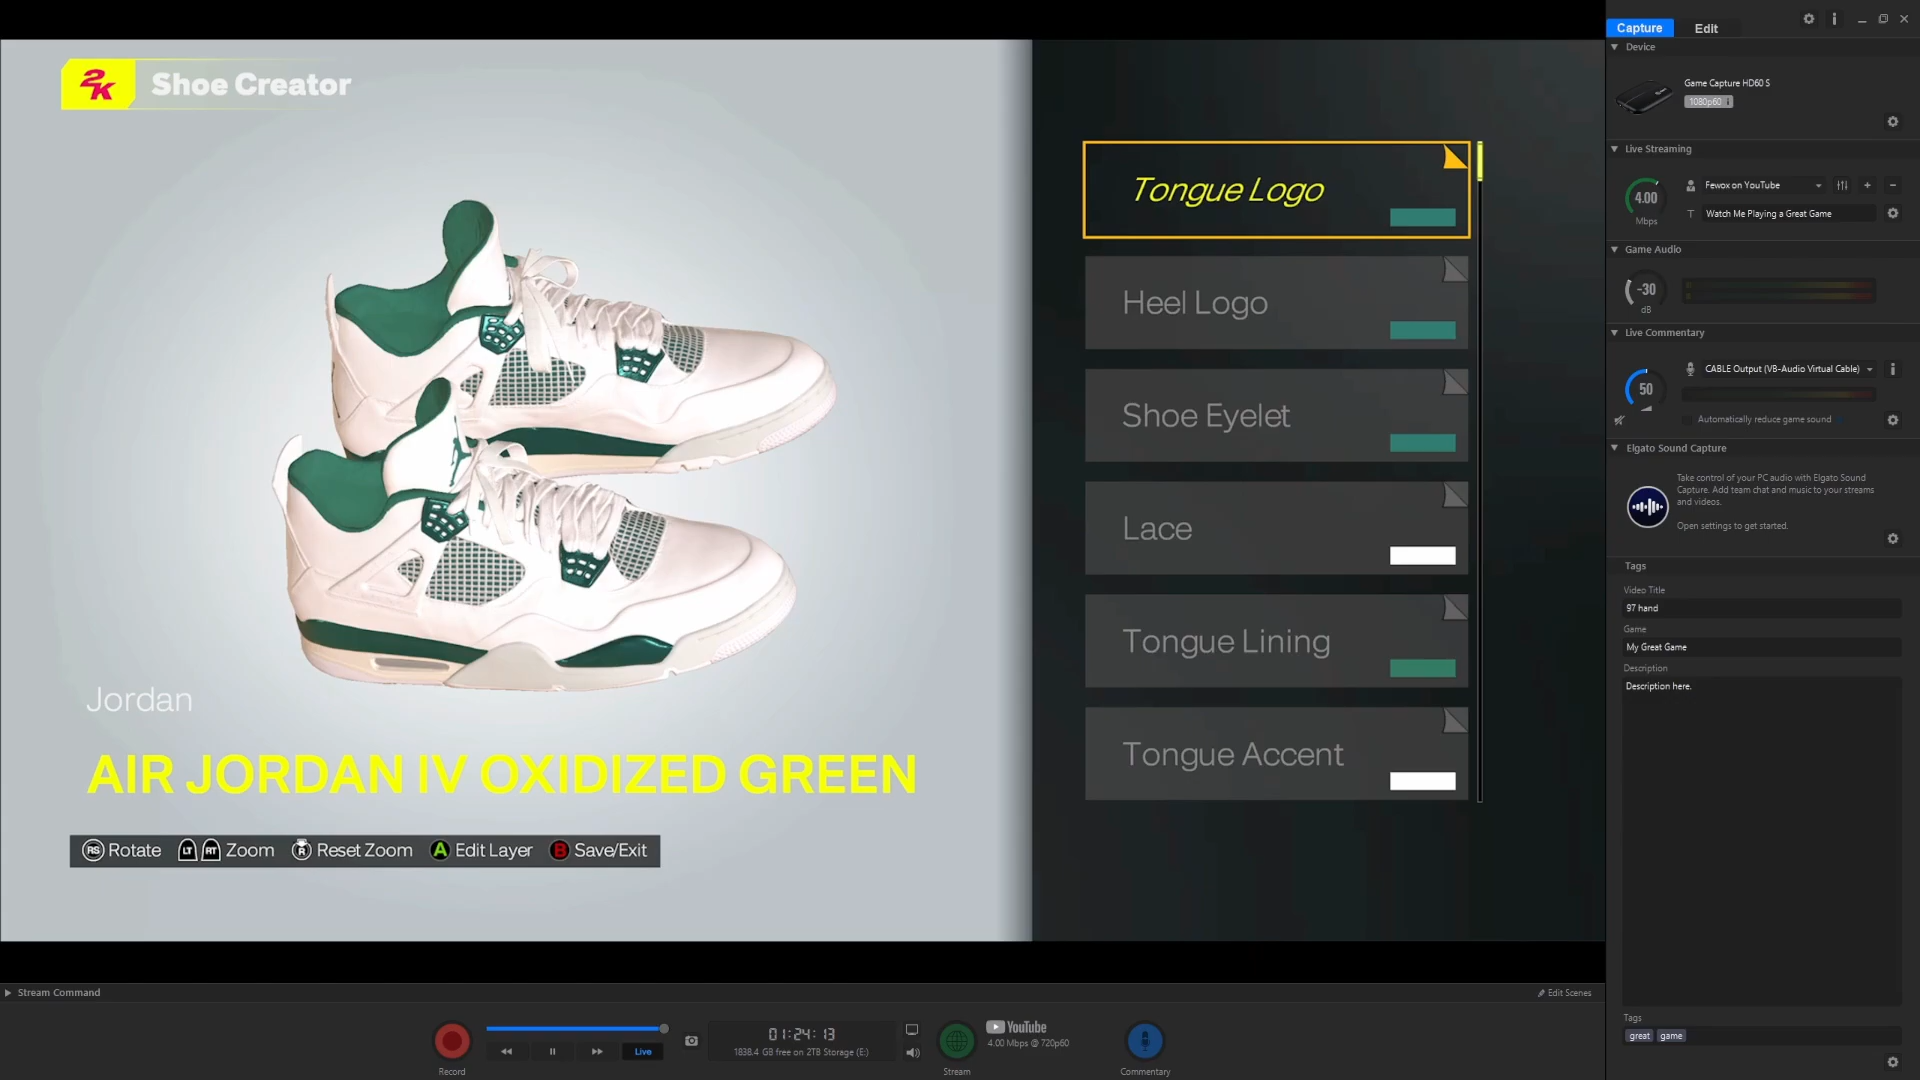 2K
Shoe Creator
Jordan
AIR JORDAN IV OXIDIZED GREEN
RS Rotate LT RT Zoom R Reset Zoom A Edit Layer B Save/Exit
Tongue Logo
Heel Logo
Shoe Eyelet
Lace
Tongue Lining
Tongue Accent
Capture Edit
Device
Game Capture HD60 S
1080p60
Live Streaming
4.00
Mbps
Fewox on YouTube
Watch Me Playing a Great Game
Game Audio
-30
dB
Live Commentary
50
CABLE Output (VB-Audio Virtual Cable)
Automatically reduce game sound
Elgato Sound Capture
Take control of your PC audio with Elgato Sound
Capture. Add team chat and music to your streams
and videos.
Open settings to get started.
Tags
Video Title
97 hand
Game
My Great Game
Description
Description here.
Tags
great game
Stream Command
Edit Scenes
Record
Live
01:24:13
1838.4 GB free on 2TB Storage (E:)
Stream
YouTube
4.00 Mbps @ 720p60
Commentary